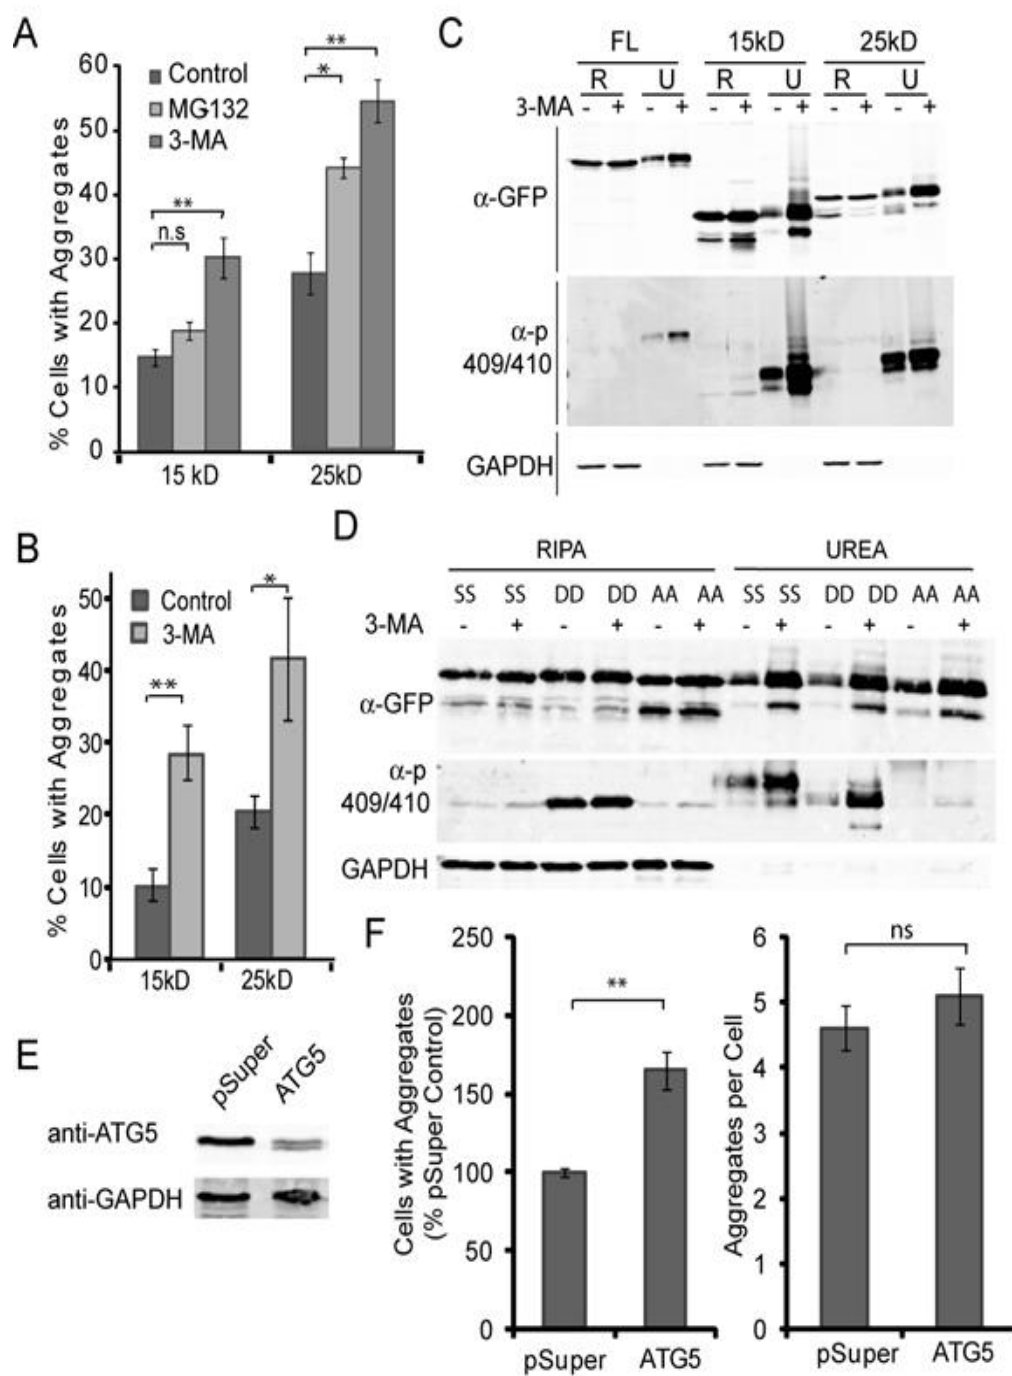 A
60
50
40
30
20
10
0
% Cells with Aggregates
Control
MG132
3-MA
**
n.s
**
*
15 kD
25kD
B
50
40
30
20
10
0
% Cells with Aggregates
Control
3-MA
**
*
15kD
25kD
C
FL 15kD 25kD
R U R U R U
3-MA - + - + - + - + - + - +
α-GFP
α-p
409/410
GAPDH
D
RIPA UREA
SS SS DD DD AA AA SS SS DD DD AA AA
3-MA - + - + - + - + - + - +
α-GFP
α-p
409/410
GAPDH
E
pSuper
ATG5
anti-ATG5
anti-GAPDH
F
250
200
150
100
50
0
Cells with Aggregates
(% pSuper Control)
**
pSuper ATG5
6
5
4
3
2
1
0
Aggregates per Cell
ns
pSuper ATG5